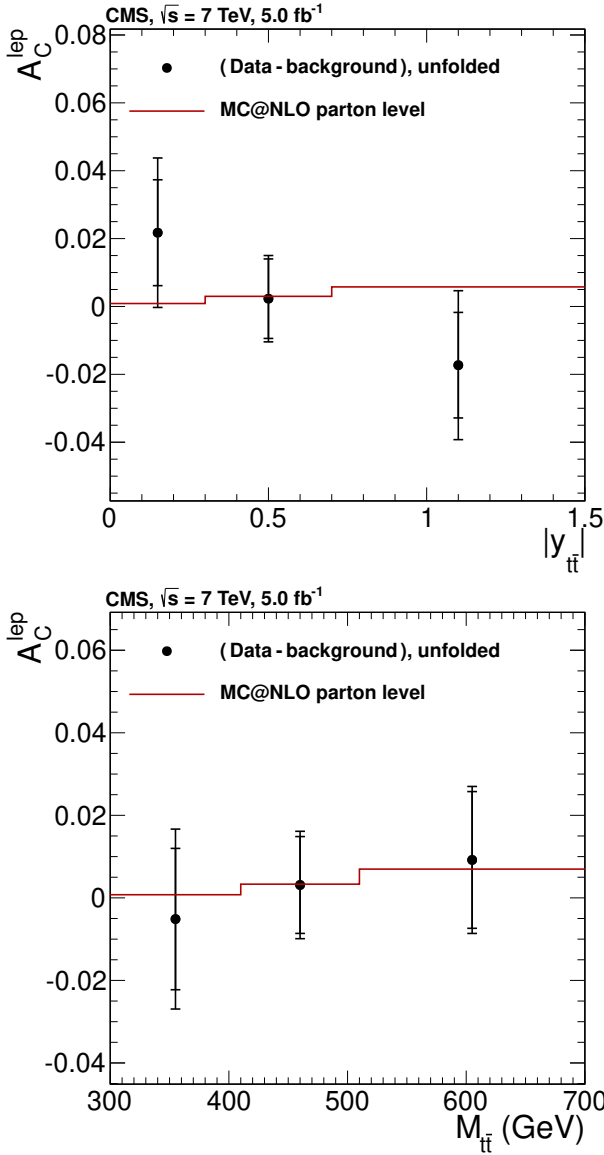 CMS, √s = 7 TeV, 5.0 fb⁻¹
A_C^lep
0.08
(Data - background), unfolded
MC@NLO parton level
0.06
0.04
0.02
0
-0.02
-0.04
0 0.5 1 1.5
|y_tt̄|
CMS, √s = 7 TeV, 5.0 fb⁻¹
A_C^lep
(Data - background), unfolded
0.06
MC@NLO parton level
0.04
0.02
0
-0.02
-0.04
300 400 500 600 700
M_tt̄ (GeV)